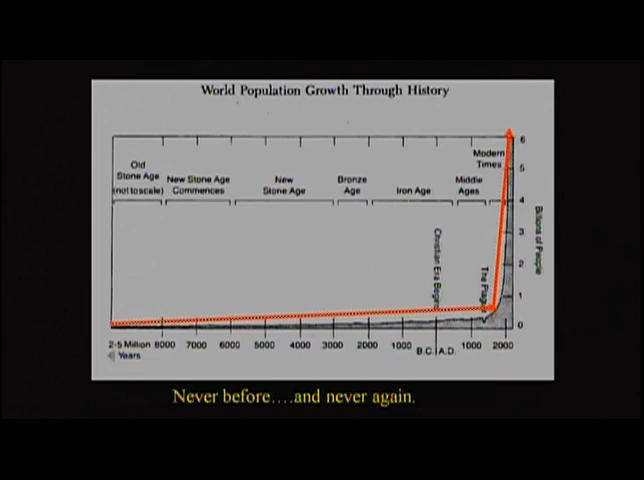 World Population Growth Through History
Old
Stone Age
(not to scale)
New Stone Age
Commences
New
Stone Age
Bronze
Age
Iron Age
Middle
Ages
Modern
Times
6
5
4
3
2
1
0
Billions of People
Christian Era Begins
The Plague
2-5 Million
Years
8000
7000
6000
5000
4000
3000
2000
1000
0
1000
2000
B.C. A.D.
Never before....and never again.